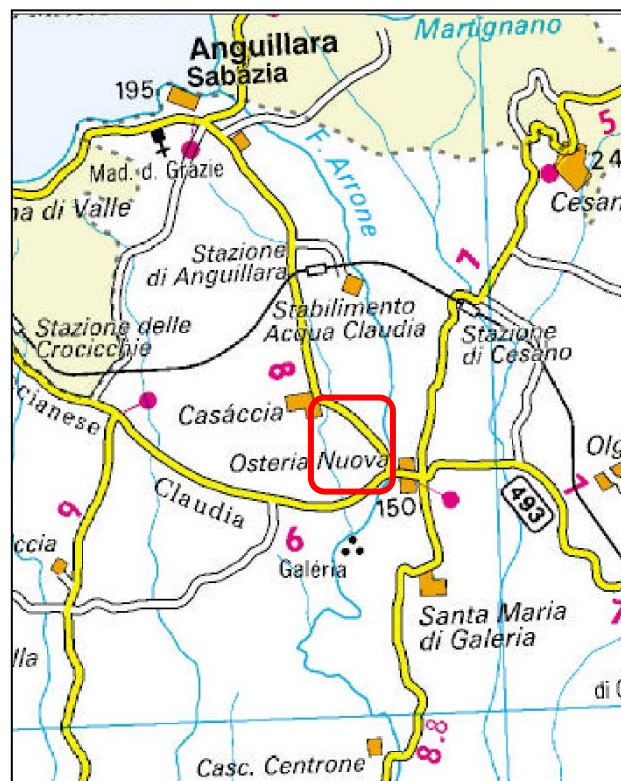 Martignano
Anguillara
Sabazia
195
5
F. Arrone
24
Mad. d. Grazie
Cesan
na di Valle
7
Stazione
di Anguillara
Stazione delle
Crocicchie
Stabilimento
Acqua Claudia
Stazione
di Cesano
8
cianese
Casáccia
Osteria Nuova
Olg
Claudia
150
493
7
9
6
ccia
Galéria
Santa Maria
di Galeria
7
lla
di
8.8
Casc. Centrone